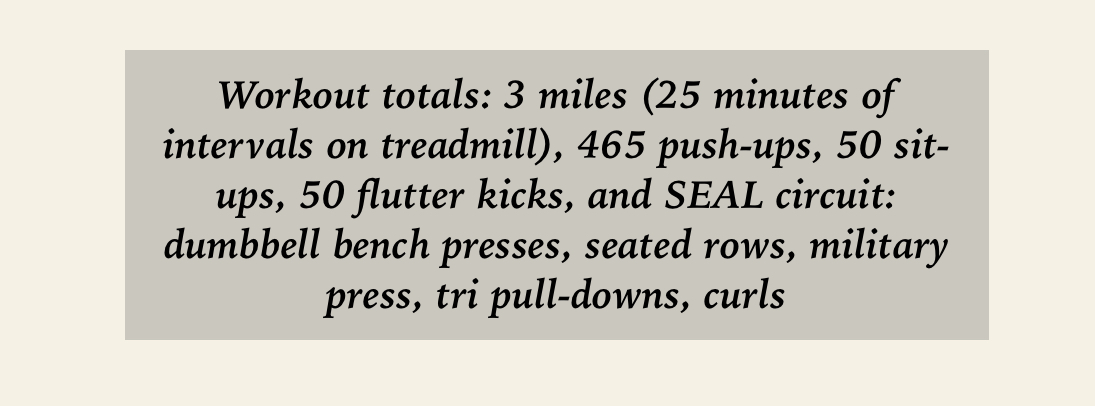 Workout totals: 3 miles (25 minutes of
intervals on treadmill), 465 push-ups, 50 sit-
ups, 50 flutter kicks, and SEAL circuit:
dumbbell bench presses, seated rows, military
press, tri pull-downs, curls